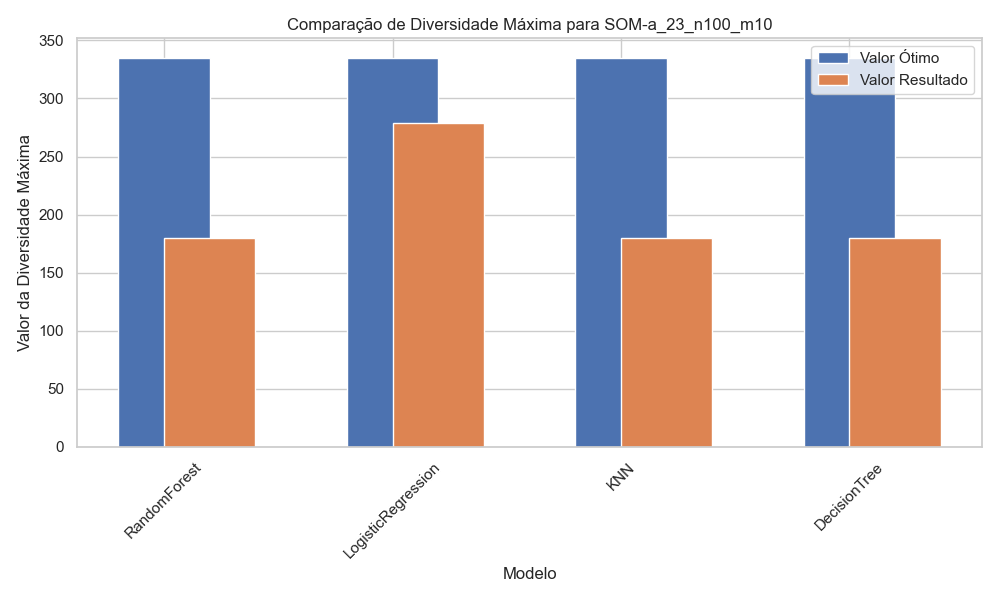 Comparação de Diversidade Máxima para SOM-a_23_n100_m10
Valor Ótimo
Valor Resultado
Valor da Diversidade Máxima
350
300
250
200
150
100
50
0
RandomForest
LogisticRegression
KNN
DecisionTree
Modelo